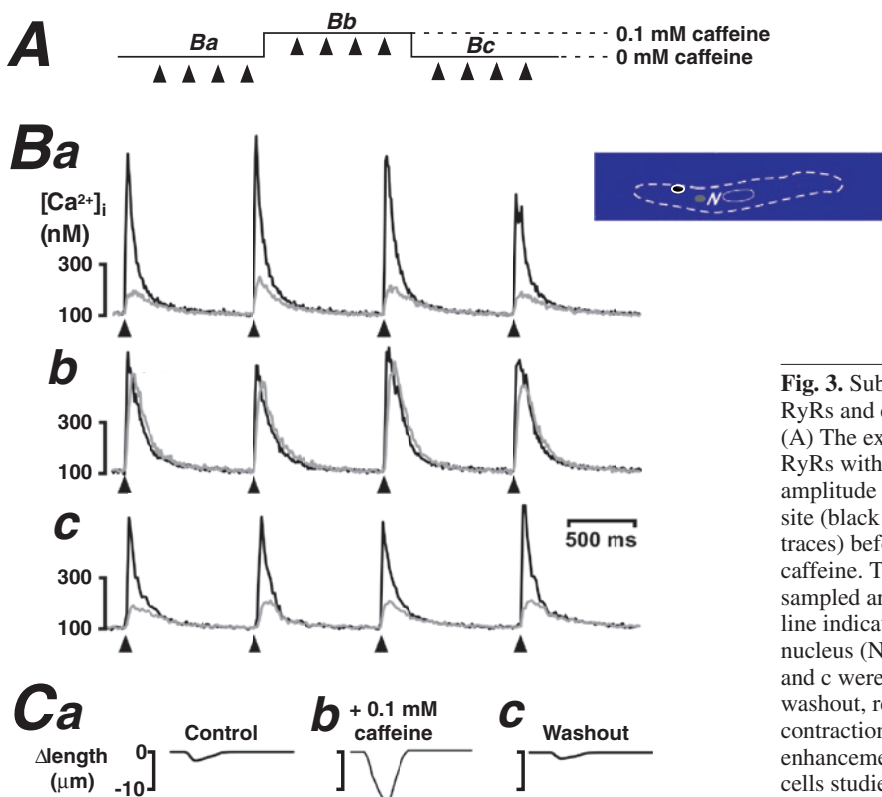 A
Ba
Bb
Bc
0.1 mM caffeine
0 mM caffeine
Ba
[Ca2+]i
(nM)
300
100
N
b
300
100
c
300
100
500 ms
Ca
Control
Δlength
(μm)
0
-10
b
+ 0.1 mM
caffeine
c
Washout
Fig. 3. Sub
RyRs and
(A) The ex
RyRs with
amplitude
site (black
traces) bef
caffeine. T
sampled an
line indica
nucleus (N
and c were
washout, r
contraction
enhanceme
cells studie